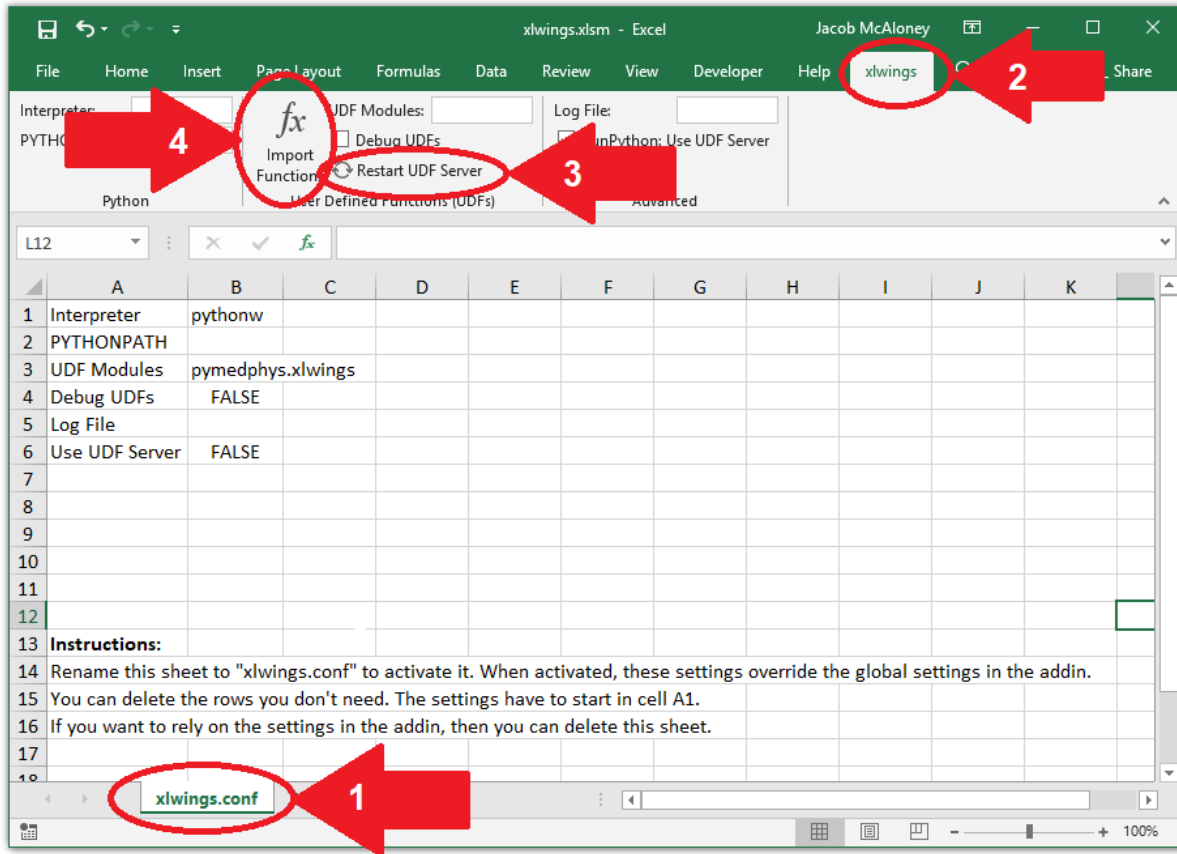 xlwings.xlsm - Excel Jacob McAloney
File Home Insert Page Layout Formulas Data Review View Developer Help xlwings Share
2
Interpreter: UDF Modules: Log File:
4 fx Debug UDFs RunPython: Use UDF Server
Import
Function Restart UDF Server 3
Python User Defined Functions (UDFs) Advanced
L12 fx
A B C D E F G H I J K
1 Interpreter pythonw
2 PYTHONPATH
3 UDF Modules pymedphys.xlwings
4 Debug UDFs FALSE
5 Log File
6 Use UDF Server FALSE
7
8
9
10
11
12
13 Instructions:
14 Rename this sheet to "xlwings.conf" to activate it. When activated, these settings override the global settings in the addin.
15 You can delete the rows you don't need. The settings have to start in cell A1.
16 If you want to rely on the settings in the addin, then you can delete this sheet.
17
18
xlwings.conf 1
100%